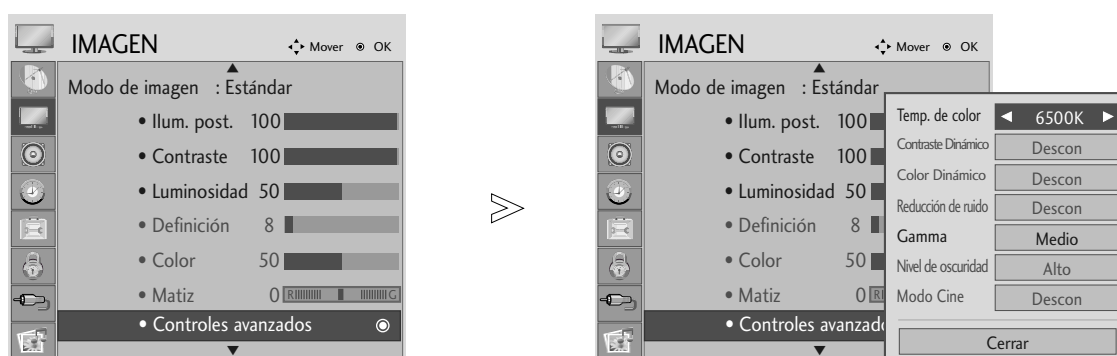 IMAGEN
Mover OK
Modo de imagen : Estándar
• Ilum. post. 100
• Contraste 100
• Luminosidad 50
• Definición 8
• Color 50
• Matiz 0 R G
• Controles avanzados
>
IMAGEN
Mover OK
Modo de imagen : Estándar
• Ilum. post. 100
• Contraste 100
• Luminosidad 50
• Definición 8
• Color 50
• Matiz 0 R
• Controles avanzad
Temp. de color 6500K
Contraste Dinámico Descon
Color Dinámico Descon
Reducción de ruido Descon
Gamma Medio
Nivel de oscuridad Alto
Modo Cine Descon
Cerrar